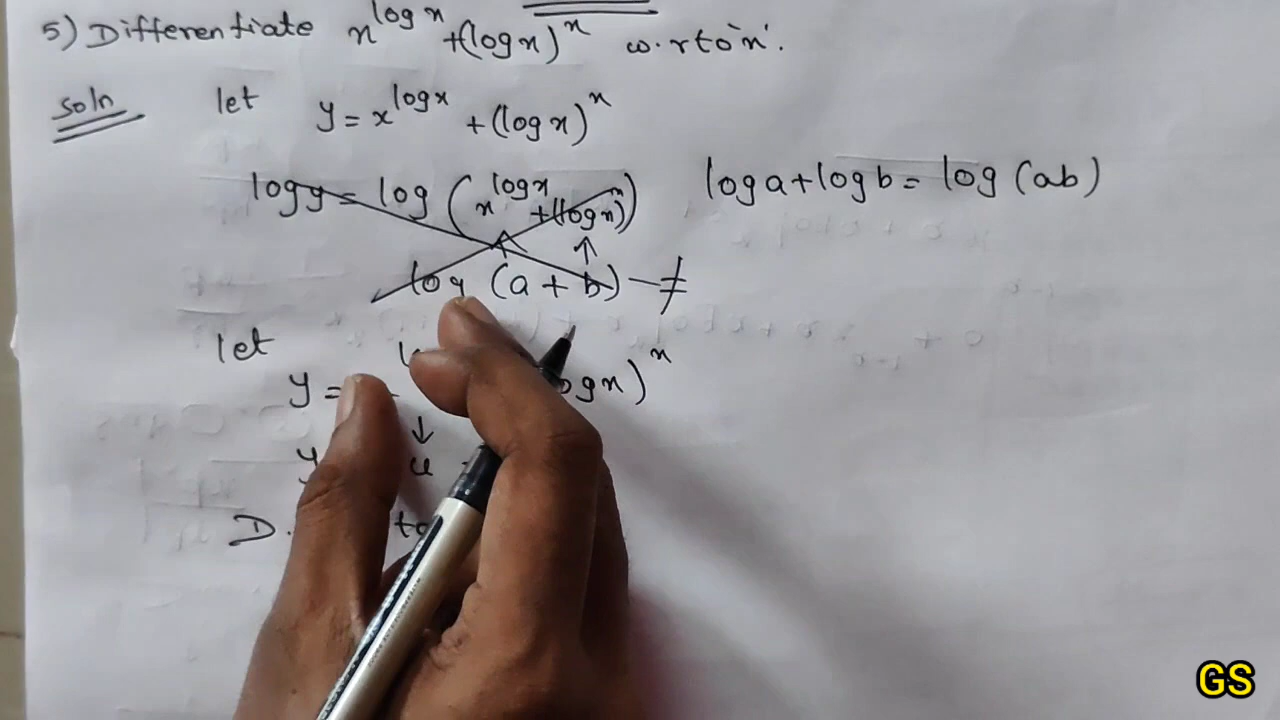 5) Differentiate x^log x + (log x)^x w.r to 'x'.
Soln let y = x^log x + (log x)^x
log y = log (x^log x + (log x)^x) log a + log b = log (ab)
log (a + b) — ≠
let
y = (log x)^x
y u
D.
GS